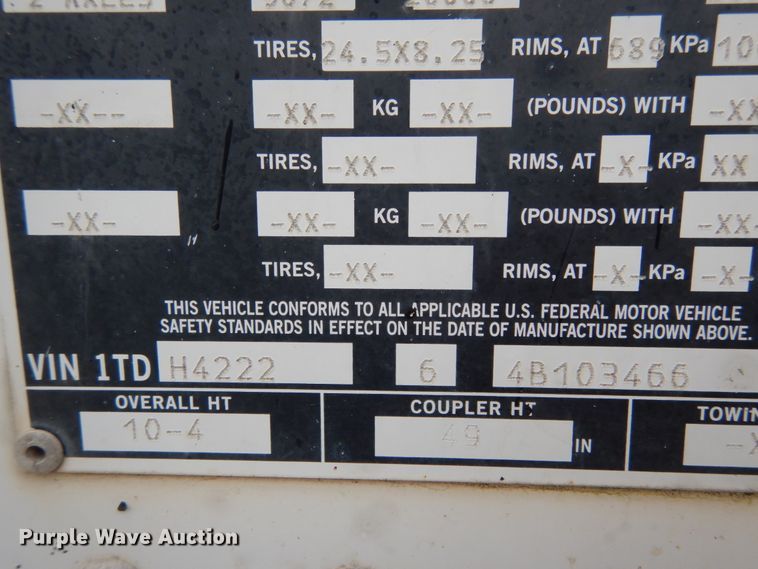 TIRES, 24.5X8.25 RIMS, AT 689 KPa
-XX-- -XX- KG -XX- (POUNDS) WITH
TIRES, -XX- RIMS, AT -X- KPa XX
-XX- -XX- KG -XX- (POUNDS) WITH
TIRES, -XX- RIMS, AT -X- KPa -X-
THIS VEHICLE CONFORMS TO ALL APPLICABLE U.S. FEDERAL MOTOR VEHICLE
SAFETY STANDARDS IN EFFECT ON THE DATE OF MANUFACTURE SHOWN ABOVE.
VIN 1TD H4222 6 4B103466
OVERALL HT COUPLER HT
10-4 49 IN
Purple Wave Auction